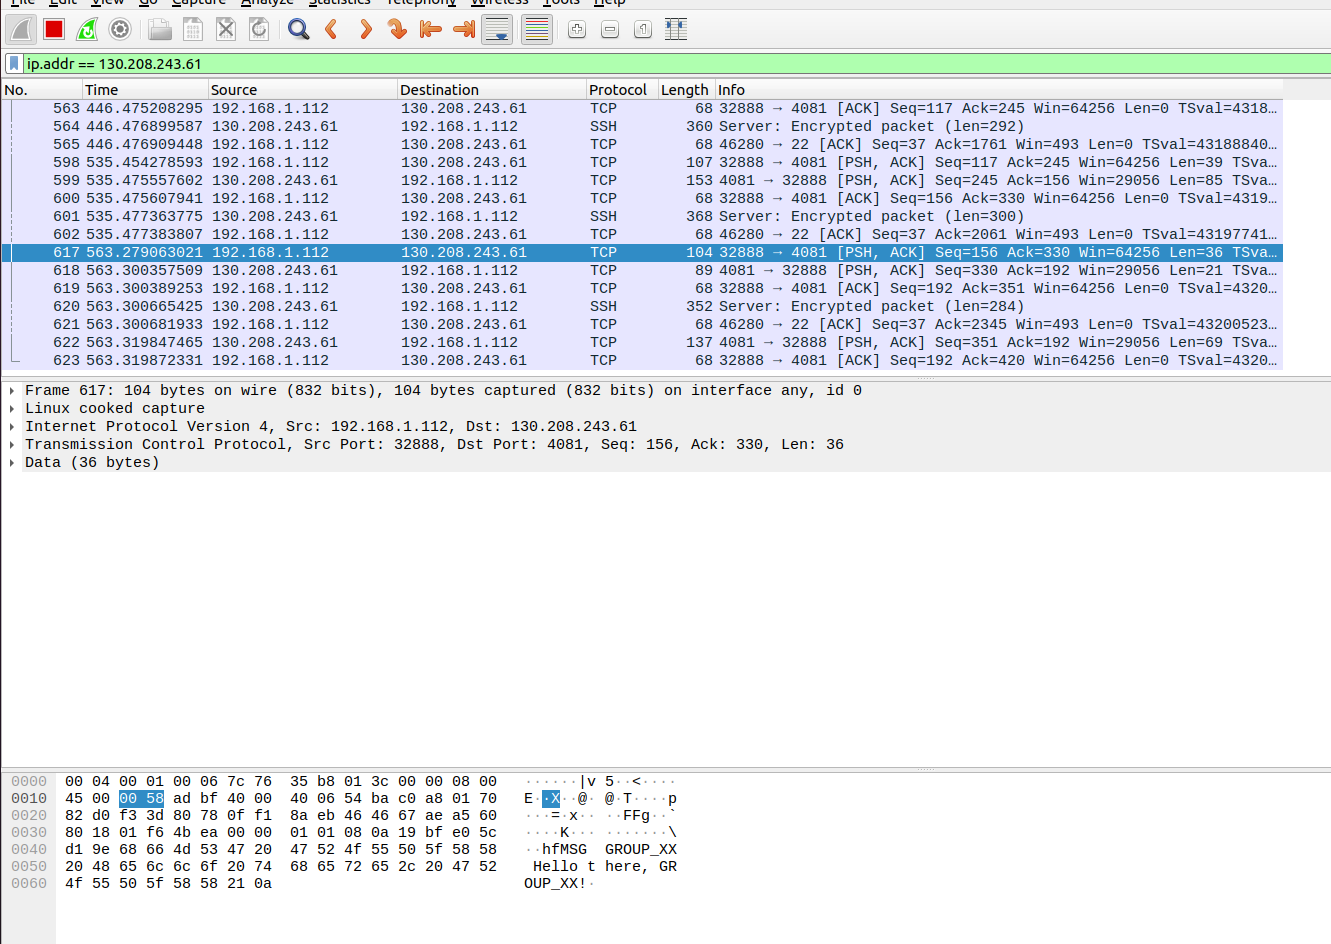 File Edit View Go Capture Analyze Statistics Telephony Wireless Tools Help
ip.addr == 130.208.243.61
No. Time Source Destination Protocol Length Info
563 446.475208295 192.168.1.112 130.208.243.61 TCP 68 32888 → 4081 [ACK] Seq=117 Ack=245 Win=64256 Len=0 TSval=4318…
564 446.476899587 130.208.243.61 192.168.1.112 SSH 360 Server: Encrypted packet (len=292)
565 446.476909448 192.168.1.112 130.208.243.61 TCP 68 46280 → 22 [ACK] Seq=37 Ack=1761 Win=493 Len=0 TSval=43188840…
598 535.454278593 192.168.1.112 130.208.243.61 TCP 107 32888 → 4081 [PSH, ACK] Seq=117 Ack=245 Win=64256 Len=39 TSva…
599 535.475557602 130.208.243.61 192.168.1.112 TCP 153 4081 → 32888 [PSH, ACK] Seq=245 Ack=156 Win=29056 Len=85 TSva…
600 535.475607941 192.168.1.112 130.208.243.61 TCP 68 32888 → 4081 [ACK] Seq=156 Ack=330 Win=64256 Len=0 TSval=4319…
601 535.477363775 130.208.243.61 192.168.1.112 SSH 368 Server: Encrypted packet (len=300)
602 535.477383807 192.168.1.112 130.208.243.61 TCP 68 46280 → 22 [ACK] Seq=37 Ack=2061 Win=493 Len=0 TSval=43197741…
617 563.279063021 192.168.1.112 130.208.243.61 TCP 104 32888 → 4081 [PSH, ACK] Seq=156 Ack=330 Win=64256 Len=36 TSva…
618 563.300357509 130.208.243.61 192.168.1.112 TCP 89 4081 → 32888 [PSH, ACK] Seq=330 Ack=192 Win=29056 Len=21 TSva…
619 563.300389253 192.168.1.112 130.208.243.61 TCP 68 32888 → 4081 [ACK] Seq=192 Ack=351 Win=64256 Len=0 TSval=4320…
620 563.300665425 130.208.243.61 192.168.1.112 SSH 352 Server: Encrypted packet (len=284)
621 563.300681933 192.168.1.112 130.208.243.61 TCP 68 46280 → 22 [ACK] Seq=37 Ack=2345 Win=493 Len=0 TSval=43200523…
622 563.319847465 130.208.243.61 192.168.1.112 TCP 137 4081 → 32888 [PSH, ACK] Seq=351 Ack=192 Win=29056 Len=69 TSva…
623 563.319872331 192.168.1.112 130.208.243.61 TCP 68 32888 → 4081 [ACK] Seq=192 Ack=420 Win=64256 Len=0 TSval=4320…
Frame 617: 104 bytes on wire (832 bits), 104 bytes captured (832 bits) on interface any, id 0
Linux cooked capture
Internet Protocol Version 4, Src: 192.168.1.112, Dst: 130.208.243.61
Transmission Control Protocol, Src Port: 32888, Dst Port: 4081, Seq: 156, Ack: 330, Len: 36
Data (36 bytes)
0000 00 04 00 01 00 06 7c 76 35 b8 01 3c 00 00 08 00 ······|v 5··<····
0010 45 00 00 58 ad bf 40 00 40 06 54 ba c0 a8 01 70 E··X··@· @·T····p
0020 82 d0 f3 3d 80 78 0f f1 8a eb 46 46 67 ae a5 60 ···=·x·· ··FFg··`
0030 80 18 01 f6 4b ea 00 00 01 01 08 0a 19 bf e0 5c ····K··· ·······\
0040 d1 9e 68 66 4d 53 47 20 47 52 4f 55 50 5f 58 58 ··hfMSG GROUP_XX
0050 20 48 65 6c 6c 6f 20 74 68 65 72 65 2c 20 47 52 Hello t here, GR
0060 4f 55 50 5f 58 58 21 0a OUP_XX!·